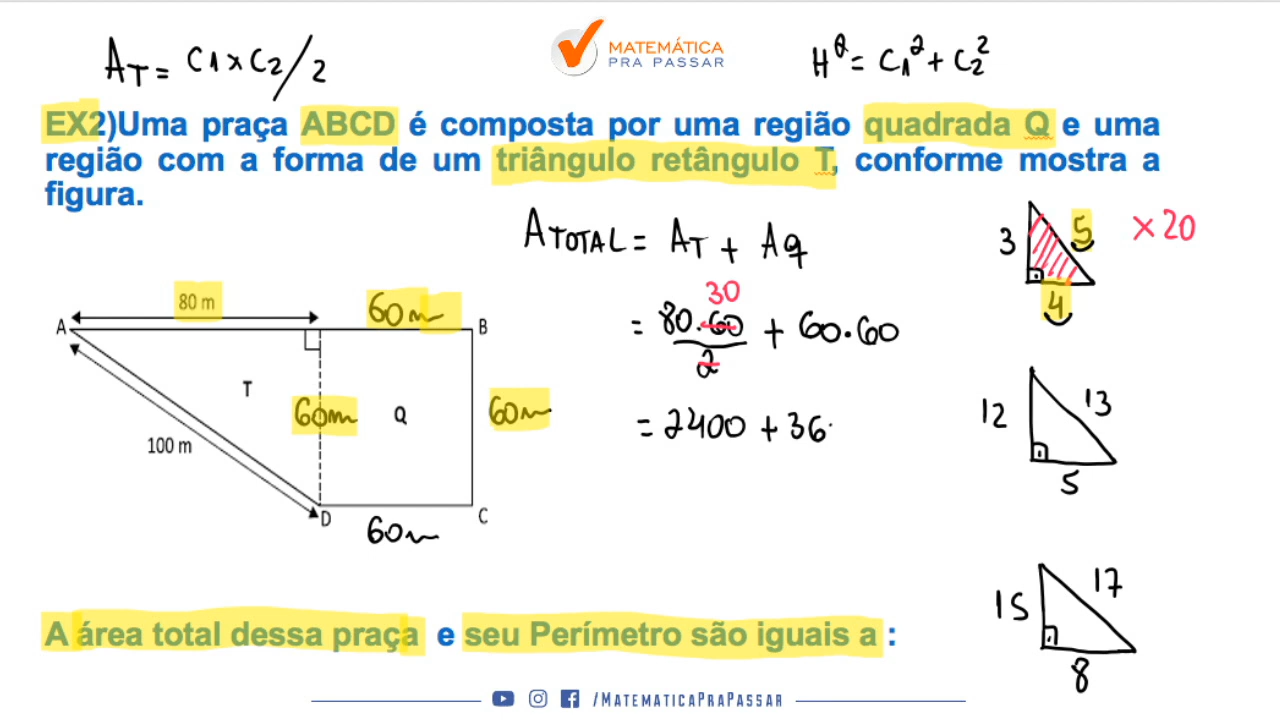 AT = C1 x C2/2
MATEMÁTICA
PRA PASSAR
H² = C1² + C2²
EX2)Uma praça ABCD é composta por uma região quadrada Q e uma
região com a forma de um triângulo retângulo T, conforme mostra a
figura.
ATOTAL = AT + Aq
30
= 80.60/2 + 60.60
= 2400 + 36
80 m
60m
A
B
T
60m
Q
60m
100 m
D
C
60m
3
5
x20
4
12
13
5
15
17
8
A área total dessa praça e seu Perímetro são iguais a :
/MATEMATICAPRAPASSAR